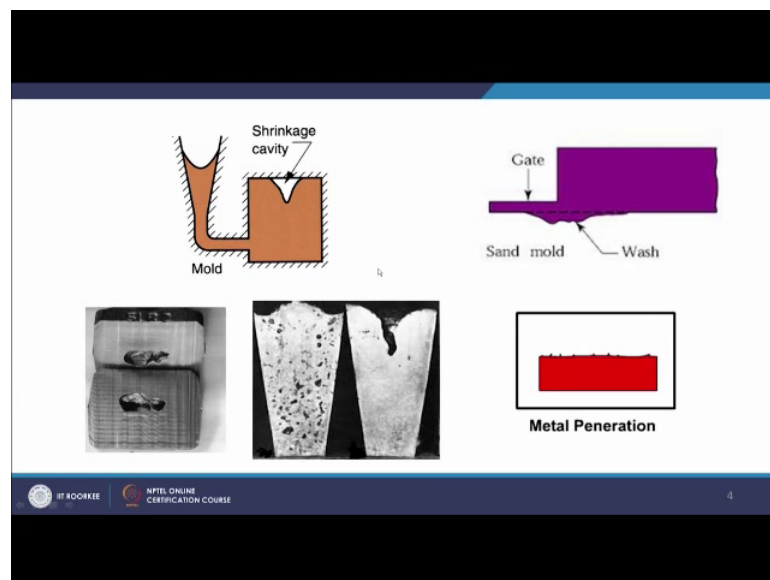 Shrinkage
cavity
Mold
Gate
Sand mold
Wash
Metal Peneration
IIT ROORKEE
NPTEL ONLINE
CERTIFICATION COURSE
4